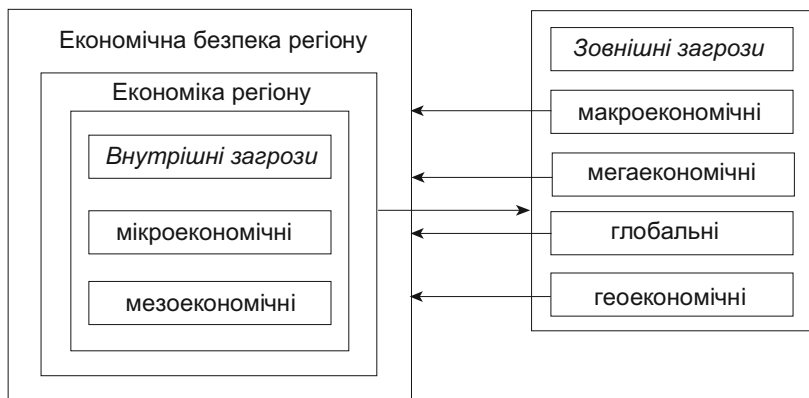 Економічна безпека регіону
Економіка регіону
Внутрішні загрози
мікроекономічні
мезоекономічні
Зовнішні загрози
макроекономічні
мегаекономічні
глобальні
геоекономічні